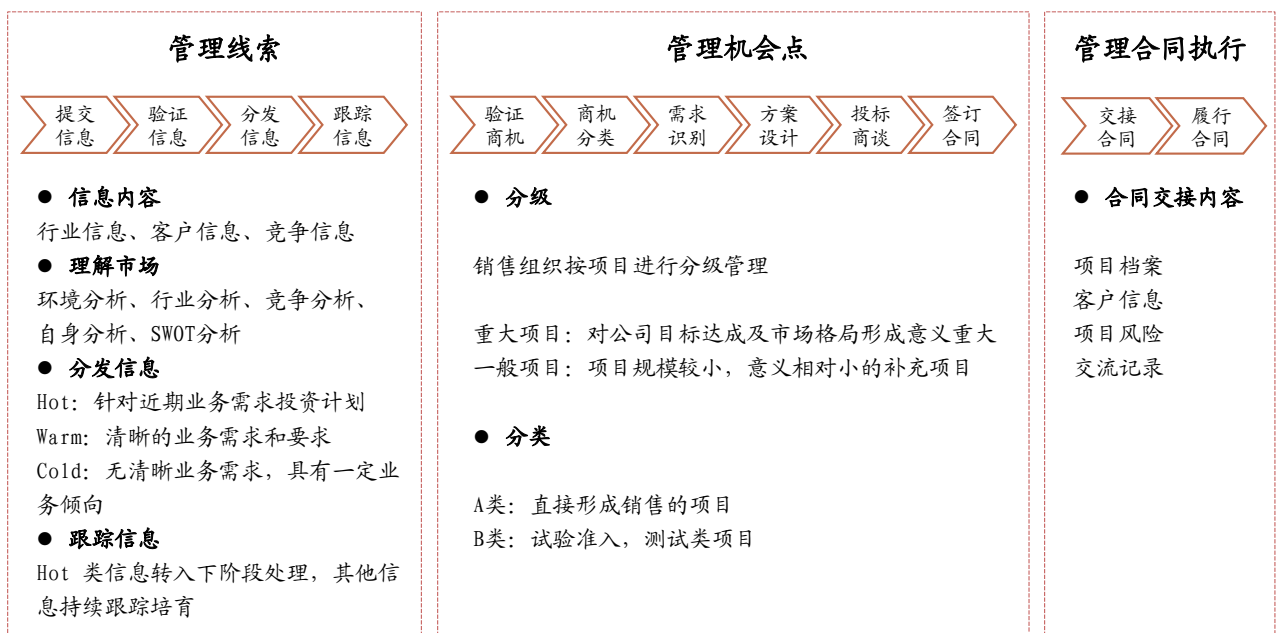 管理线索
提交
信息
验证
信息
分发
信息
跟踪
信息
● 信息内容
行业信息、客户信息、竞争信息
● 理解市场
环境分析、行业分析、竞争分析、
自身分析、SWOT分析
● 分发信息
Hot：针对近期业务需求投资计划
Warm：清晰的业务需求和要求
Cold：无清晰业务需求，具有一定业
务倾向
● 跟踪信息
Hot 类信息转入下阶段处理，其他信
息持续跟踪培育
管理机会点
验证
商机
商机
分类
需求
识别
方案
设计
投标
商谈
签订
合同
● 分级
销售组织按项目进行分级管理
重大项目：对公司目标达成及市场格局形成意义重大
一般项目：项目规模较小，意义相对小的补充项目
● 分类
A类：直接形成销售的项目
B类：试验准入，测试类项目
管理合同执行
交接
合同
履行
合同
● 合同交接内容
项目档案
客户信息
项目风险
交流记录